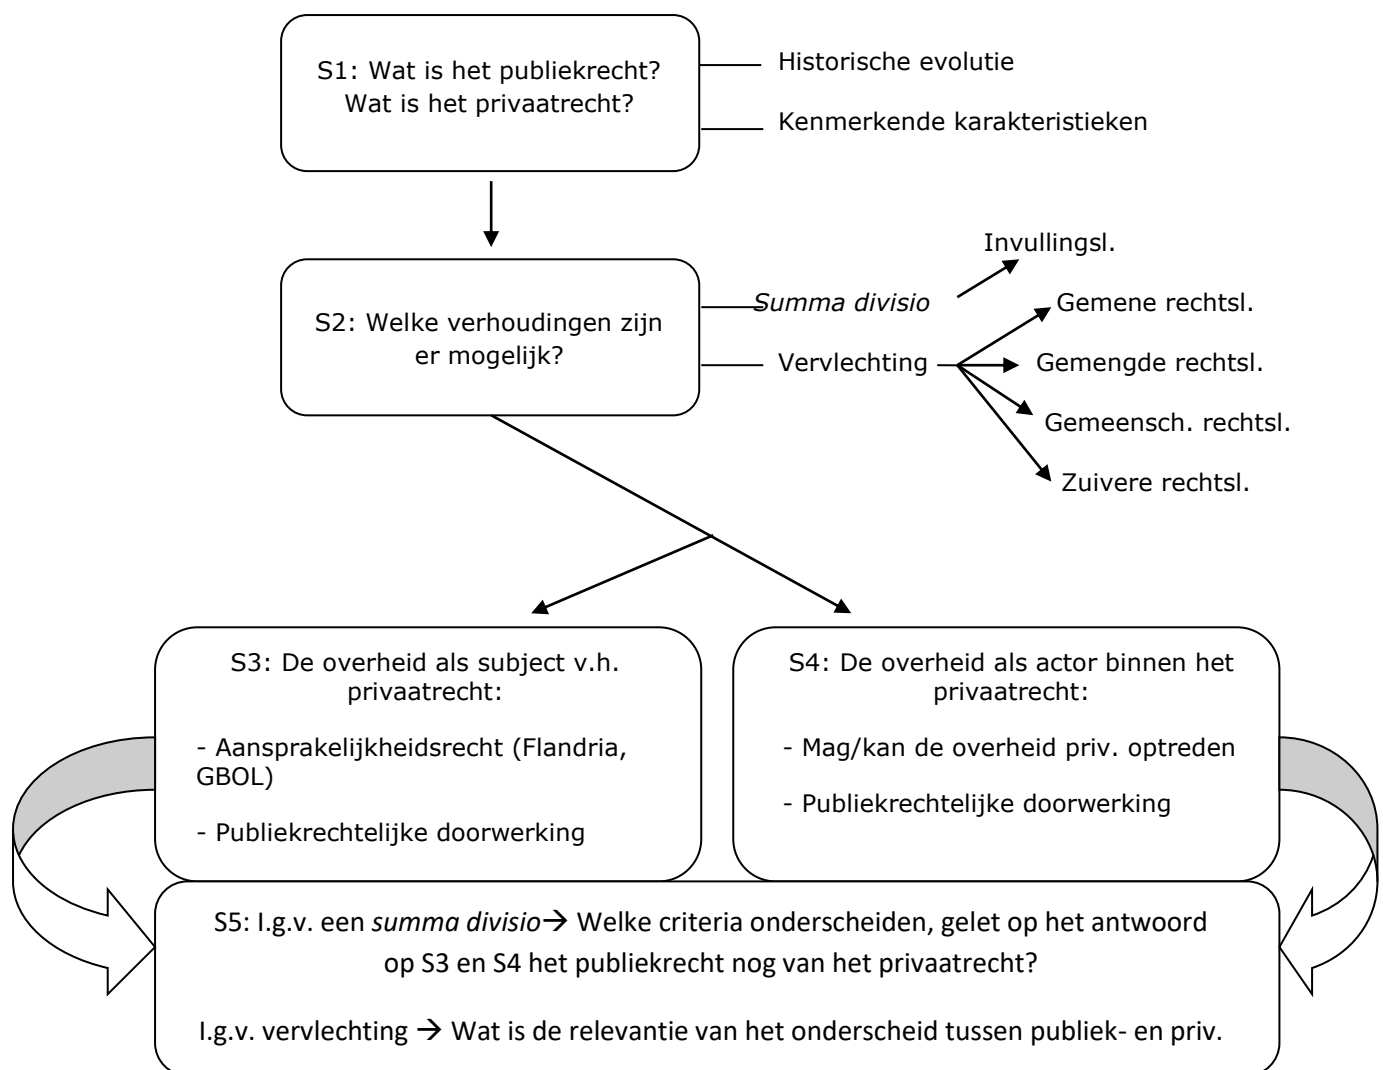 S1: Wat is het publiekrecht?
Wat is het privaatrecht?
Historische evolutie
Kenmerkende karakteristieken
S2: Welke verhoudingen zijn
er mogelijk?
Summa divisio
Vervlechting
Invullingsl.
Gemene rechtsl.
Gemengde rechtsl.
Gemeensch. rechtsl.
Zuivere rechtsl.
S3: De overheid als subject v.h.
privaatrecht:
- Aansprakelijkheidsrecht (Flandria,
GBOL)
- Publiekrechtelijke doorwerking
S4: De overheid als actor binnen het
privaatrecht:
- Mag/kan de overheid priv. optreden
- Publiekrechtelijke doorwerking
S5: I.g.v. een summa divisio→ Welke criteria onderscheiden, gelet op het antwoord
op S3 en S4 het publiekrecht nog van het privaatrecht?
I.g.v. vervlechting → Wat is de relevantie van het onderscheid tussen publiek- en priv.